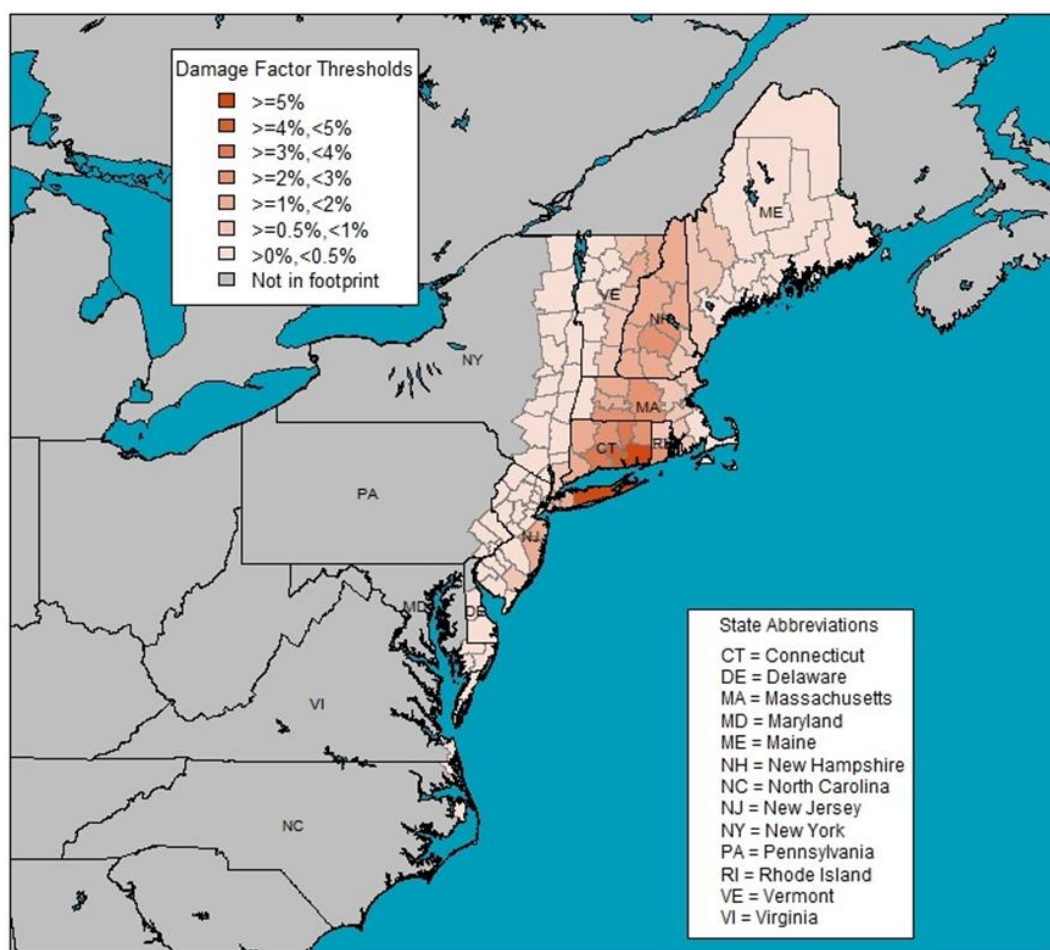 Damage Factor Thresholds
>=5%
>=4%,<5%
>=3%,<4%
>=2%,<3%
>=1%,<2%
>=0.5%,<1%
>0%,<0.5%
Not in footprint
ME
VE
NH
NY
MA
CT
RI
PA
NJ
MD
DE
VI
NC
State Abbreviations
CT = Connecticut
DE = Delaware
MA = Massachusetts
MD = Maryland
ME = Maine
NH = New Hampshire
NC = North Carolina
NJ = New Jersey
NY = New York
PA = Pennsylvania
RI = Rhode Island
VE = Vermont
VI = Virginia